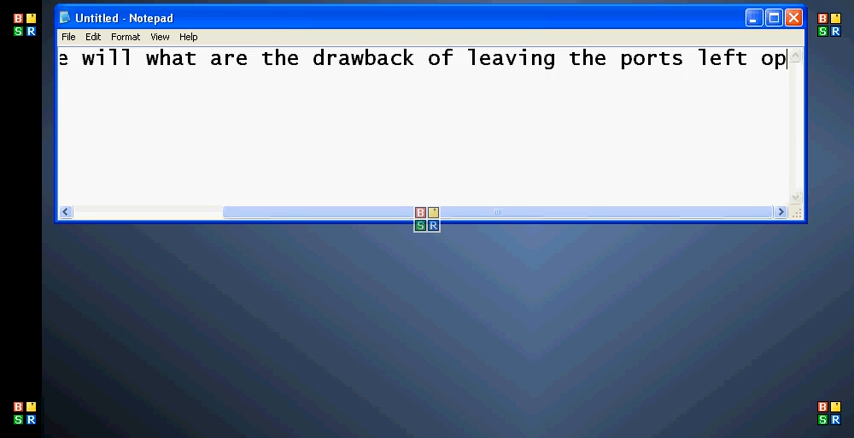 Untitled - Notepad
File Edit Format View Help
e will what are the drawback of leaving the ports left op
B
S R
B
S R
B
S R
B
S R
B
S R